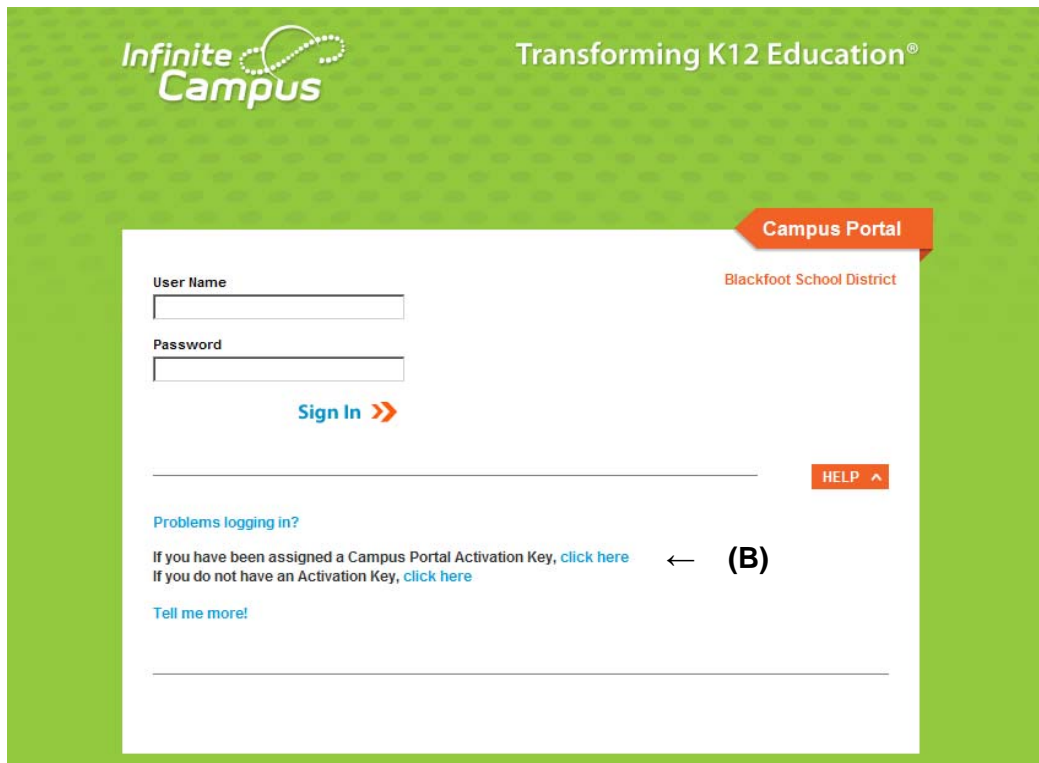 Infinite
Campus
Transforming K12 Education®
Campus Portal
Blackfoot School District
User Name
Password
Sign In
HELP
Problems logging in?
If you have been assigned a Campus Portal Activation Key, click here ← (B)
If you do not have an Activation Key, click here
Tell me more!